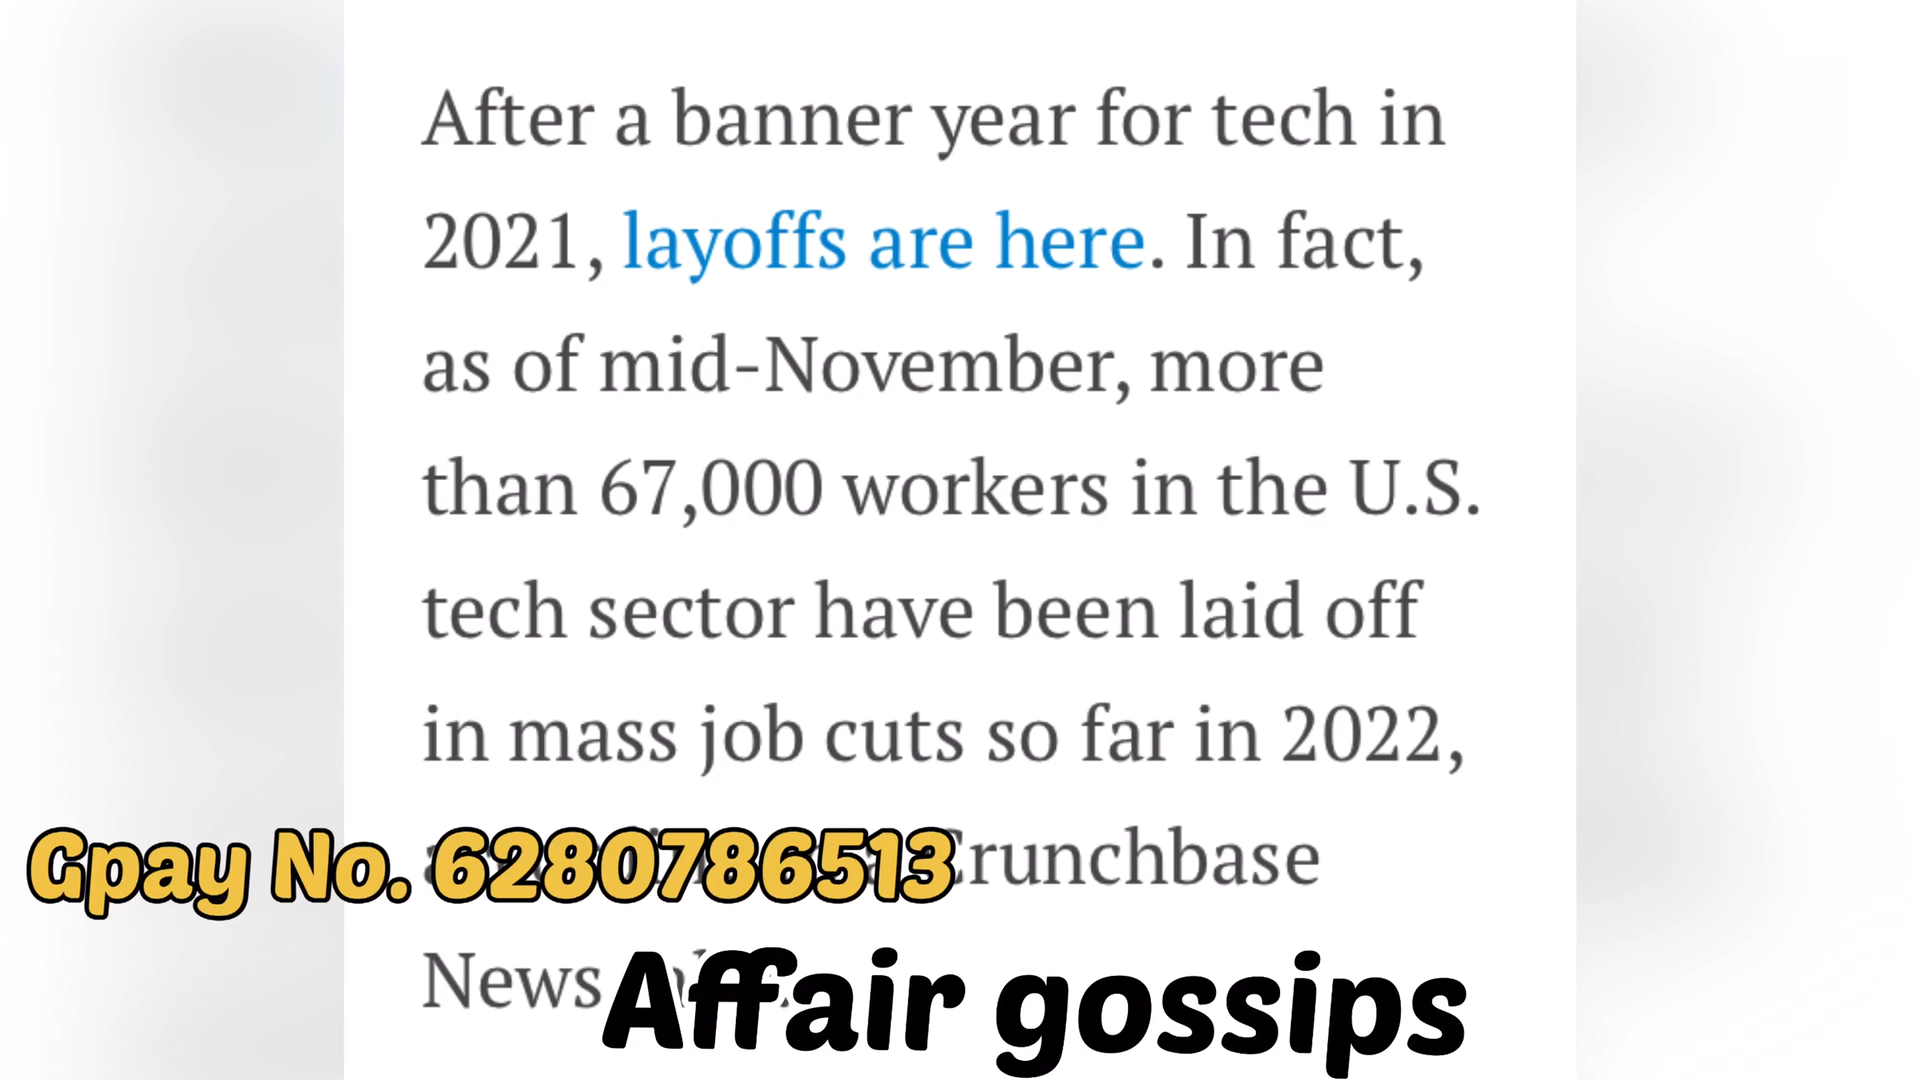 After a banner year for tech in
2021, layoffs are here. In fact,
as of mid-November, more
than 67,000 workers in the U.S.
tech sector have been laid off
in mass job cuts so far in 2022,
Crunchbase
News
Gpay No. 6280786513
Affair gossips